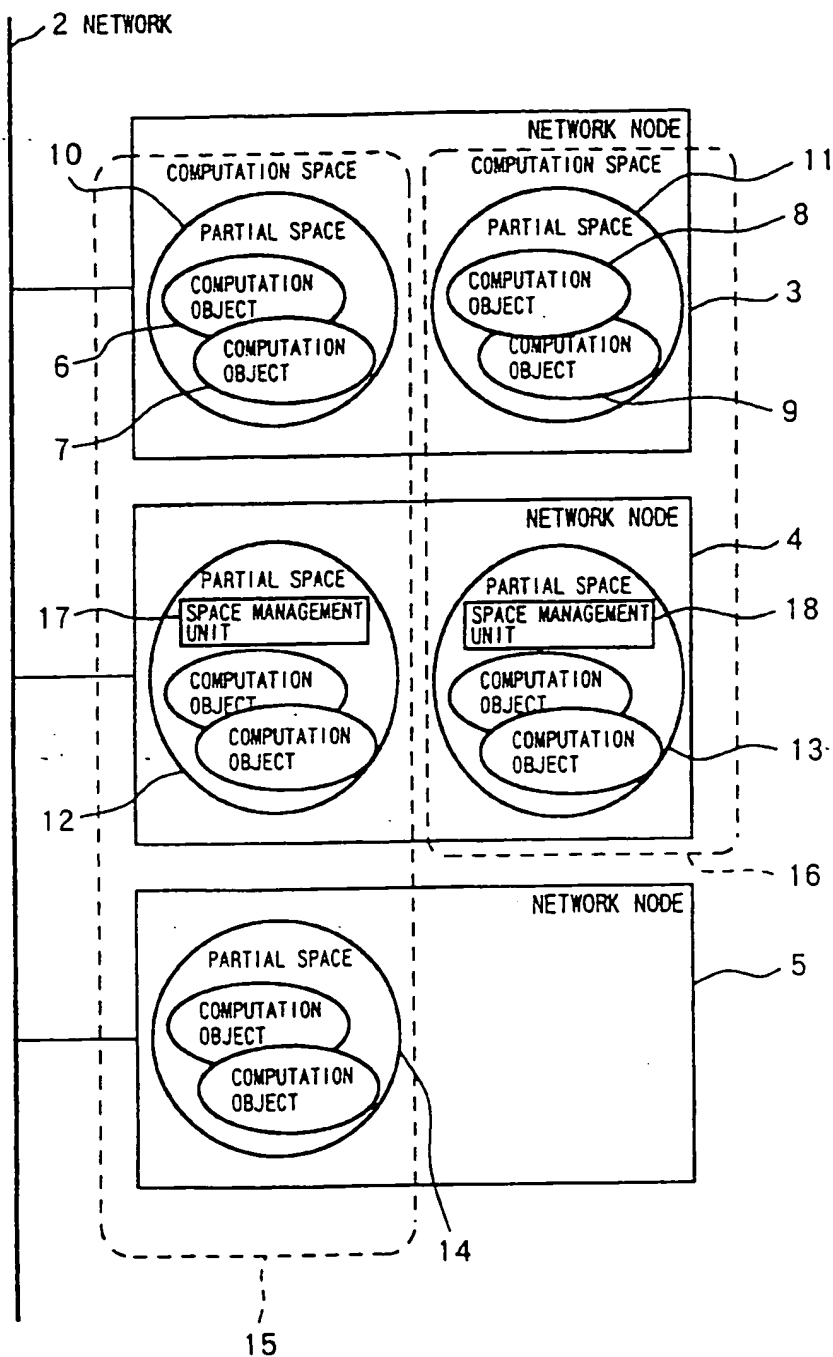 2 NETWORK
NETWORK NODE
10
COMPUTATION SPACE
COMPUTATION SPACE
11
PARTIAL SPACE
PARTIAL SPACE
8
COMPUTATION
OBJECT
COMPUTATION
OBJECT
3
6
COMPUTATION
OBJECT
COMPUTATION
OBJECT
7
9
NETWORK NODE
4
PARTIAL SPACE
PARTIAL SPACE
17
SPACE MANAGEMENT
UNIT
SPACE MANAGEMENT
UNIT
18
COMPUTATION
OBJECT
COMPUTATION
OBJECT
COMPUTATION
OBJECT
COMPUTATION
OBJECT
13
12
16
NETWORK NODE
PARTIAL SPACE
5
COMPUTATION
OBJECT
COMPUTATION
OBJECT
14
15